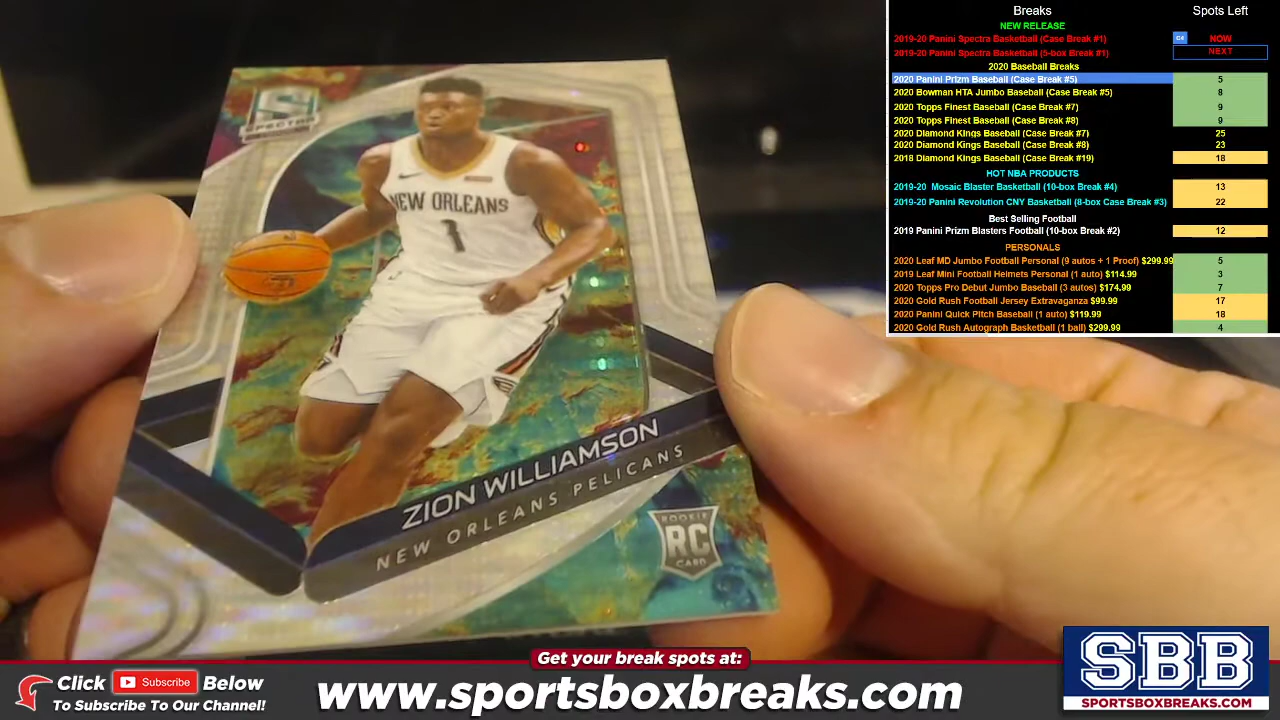 Breaks Spots Left
NEW RELEASE
2019-20 Panini Spectra Basketball (Case Break #1) NOW
2019-20 Panini Spectra Basketball (5-box Break #1) NEXT
2020 Baseball Breaks
2020 Panini Prizm Baseball (Case Break #5) 5
2020 Bowman HTA Jumbo Baseball (Case Break #5) 8
2020 Topps Finest Baseball (Case Break #7) 9
2020 Topps Finest Baseball (Case Break #8) 9
2020 Diamond Kings Baseball (Case Break #7) 25
2020 Diamond Kings Baseball (Case Break #8) 23
2018 Diamond Kings Baseball (Case Break #19) 18
HOT NBA PRODUCTS
2019-20 Mosaic Blaster Basketball (10-box Break #4) 13
2019-20 Panini Revolution CNY Basketball (8-box Case Break #3) 22
Best Selling Football
2019 Panini Prizm Blasters Football (10-box Break #2) 12
PERSONALS
2020 Leaf MD Jumbo Football Personal (9 autos + 1 Proof) $299.99 5
2019 Leaf Mini Football Helmets Personal (1 auto) $114.99 3
2020 Topps Pro Debut Jumbo Baseball (3 autos) $174.99 7
2020 Gold Rush Football Jersey Extravaganza $99.99 17
2020 Panini Quick Pitch Baseball (1 auto) $119.99 18
2020 Gold Rush Autograph Basketball (1 ball) $299.99 4
SPECTRA
NEW ORLEANS
1
ZION WILLIAMSON
NEW ORLEANS PELICANS
ROOKIE
RC
CARD
Get your break spots at:
www.sportsboxbreaks.com
Click Subscribe Below
To Subscribe To Our Channel!
SBB
SPORTSBOXBREAKS.COM